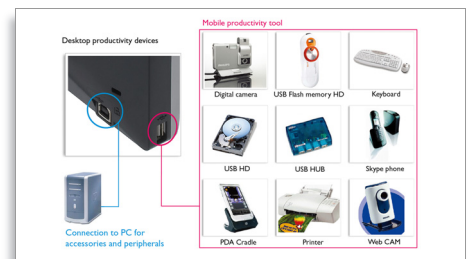 Mobile productivity tool
Desktop productivity devices
Digital camera
USB Flash memory HD
Keyboard
USB HD
USB HUB
Skype phone
PDA Cradle
Printer
Web CAM
Connection to PC for
accessories and peripherals